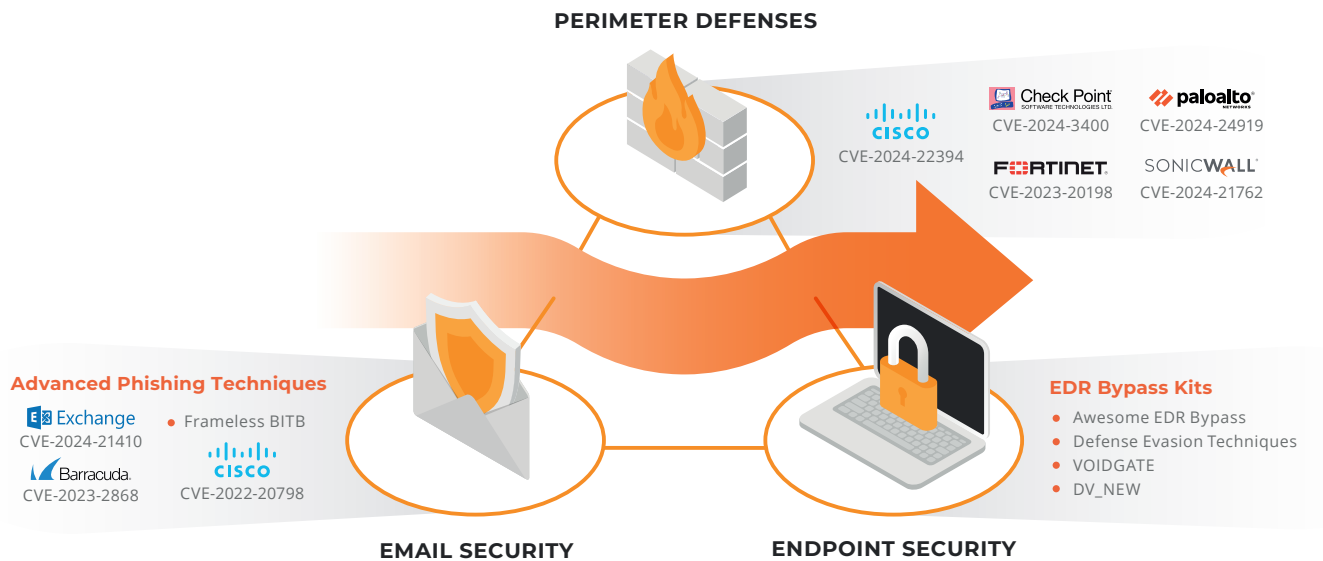 PERIMETER DEFENSES
CISCO
CVE-2024-22394
Check Point
SOFTWARE TECHNOLOGIES LTD.
CVE-2024-3400
paloalto
NETWORKS
CVE-2024-24919
FORTINET
CVE-2023-20198
SONICWALL
CVE-2024-21762
Advanced Phishing Techniques
Exchange
CVE-2024-21410
Barracuda
CVE-2023-2868
Frameless BITB
CISCO
CVE-2022-20798
EMAIL SECURITY
EDR Bypass Kits
Awesome EDR Bypass
Defense Evasion Techniques
VOIDGATE
DV_NEW
ENDPOINT SECURITY